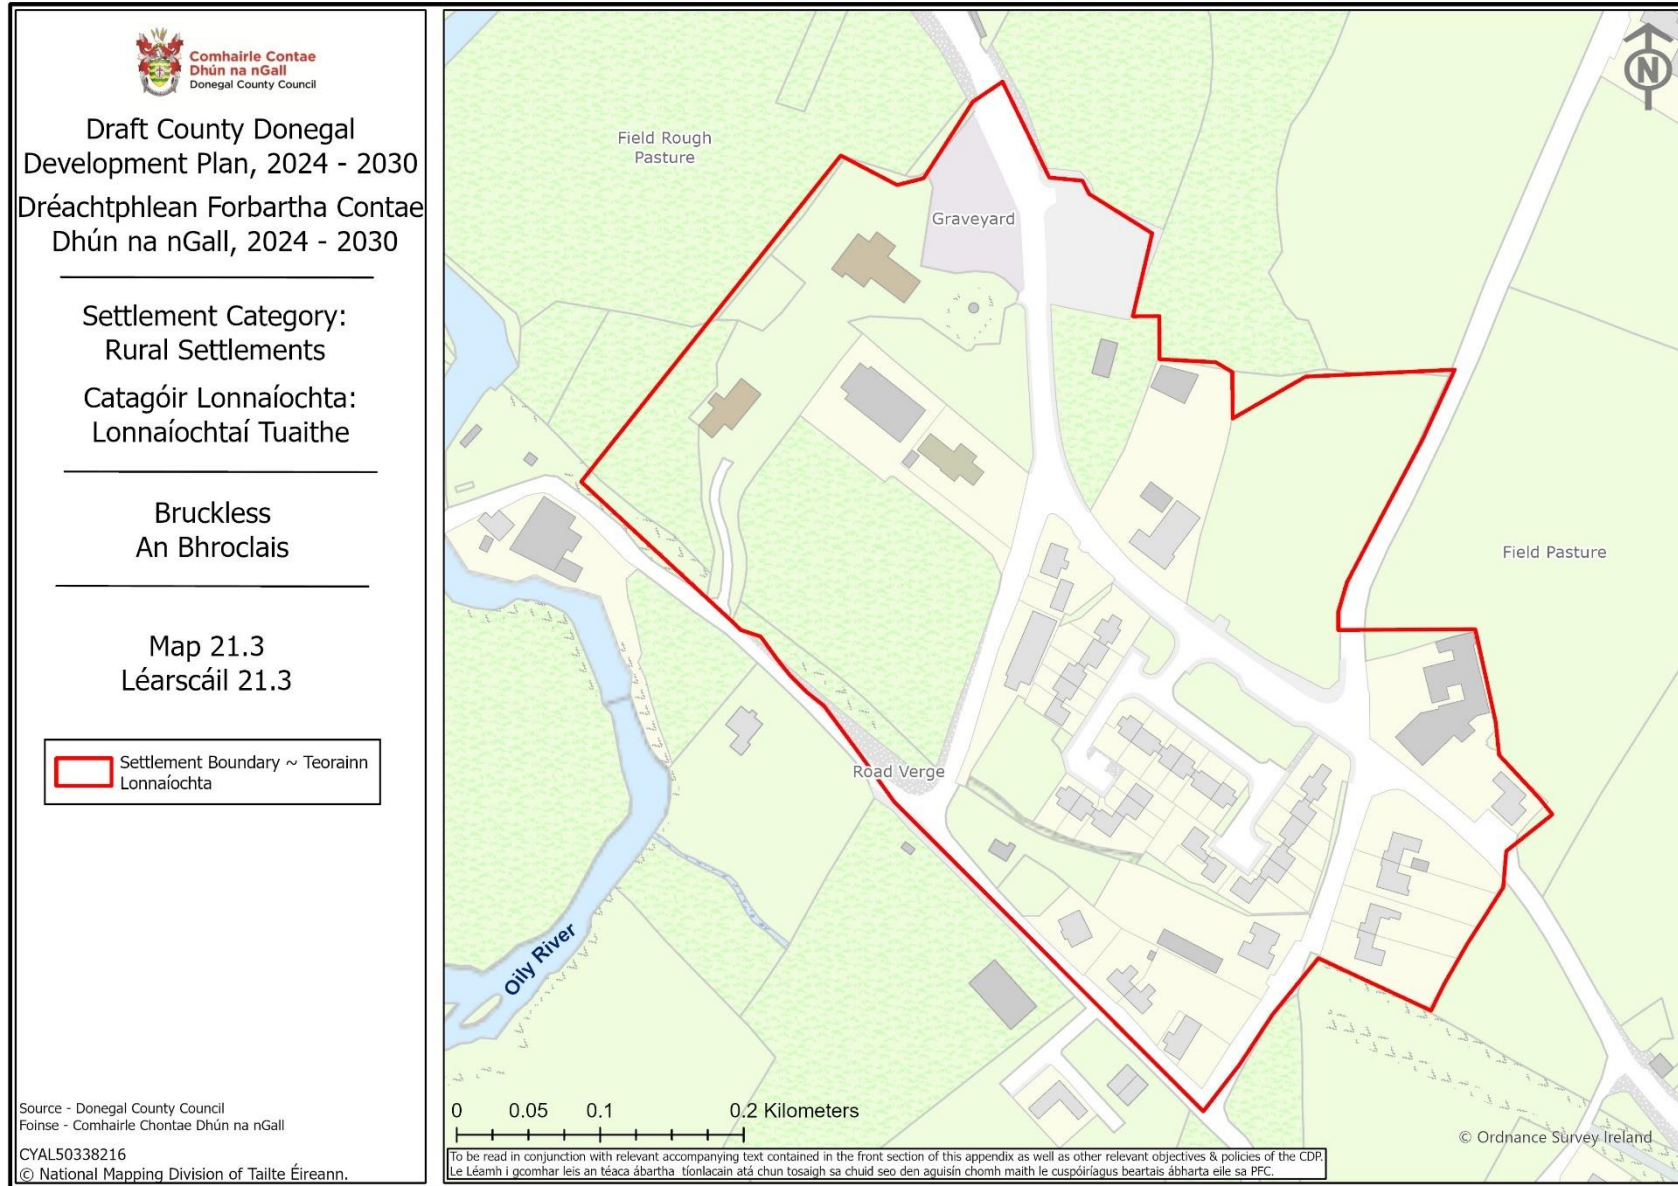 Comhairle Contae
Dhún na nGall
Donegal County Council
Draft County Donegal
Development Plan, 2024 - 2030
Dréachtphlean Forbartha Contae
Dhún na nGall, 2024 - 2030
Settlement Category:
Rural Settlements
Catagóir Lonnaíochta:
Lonnaíochtaí Tuaithe
Bruckless
An Bhroclais
Map 21.3
Léarscáil 21.3
Settlement Boundary ~ Teorainn
Lonnaíochta
Source - Donegal County Council
Foinse - Comhairle Chontae Dhún na nGall
CYAL50338216
© National Mapping Division of Tailte Éireann.
N
Field Rough
Pasture
Graveyard
Field Pasture
Road Verge
Oily River
0 0.05 0.1 0.2 Kilometers
© Ordnance Survey Ireland
To be read in conjunction with relevant accompanying text contained in the front section of this appendix as well as other relevant objectives & policies of the CDP.
Le Léamh i gcomhar leis an téaca ábartha tíonlacain atá chun tosaigh sa chuid seo den aguisín chomh maith le cuspóiríagus beartais ábharta eile sa PFC.